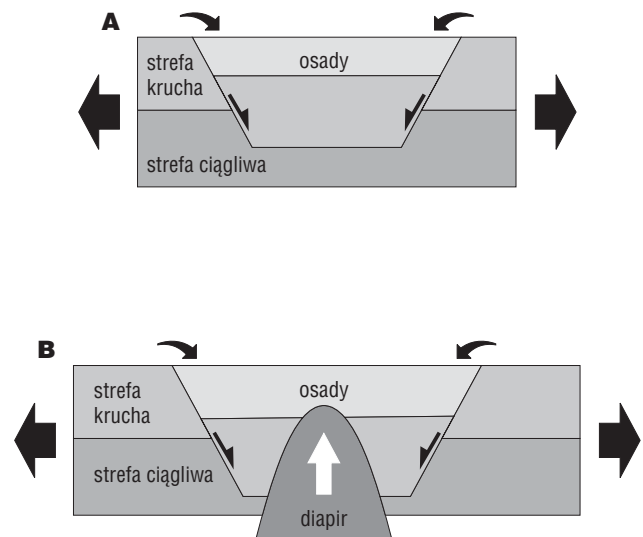 A
strefa
krucha
osady
strefa ciągliwa
B
strefa
krucha
osady
strefa ciągliwa
diapir